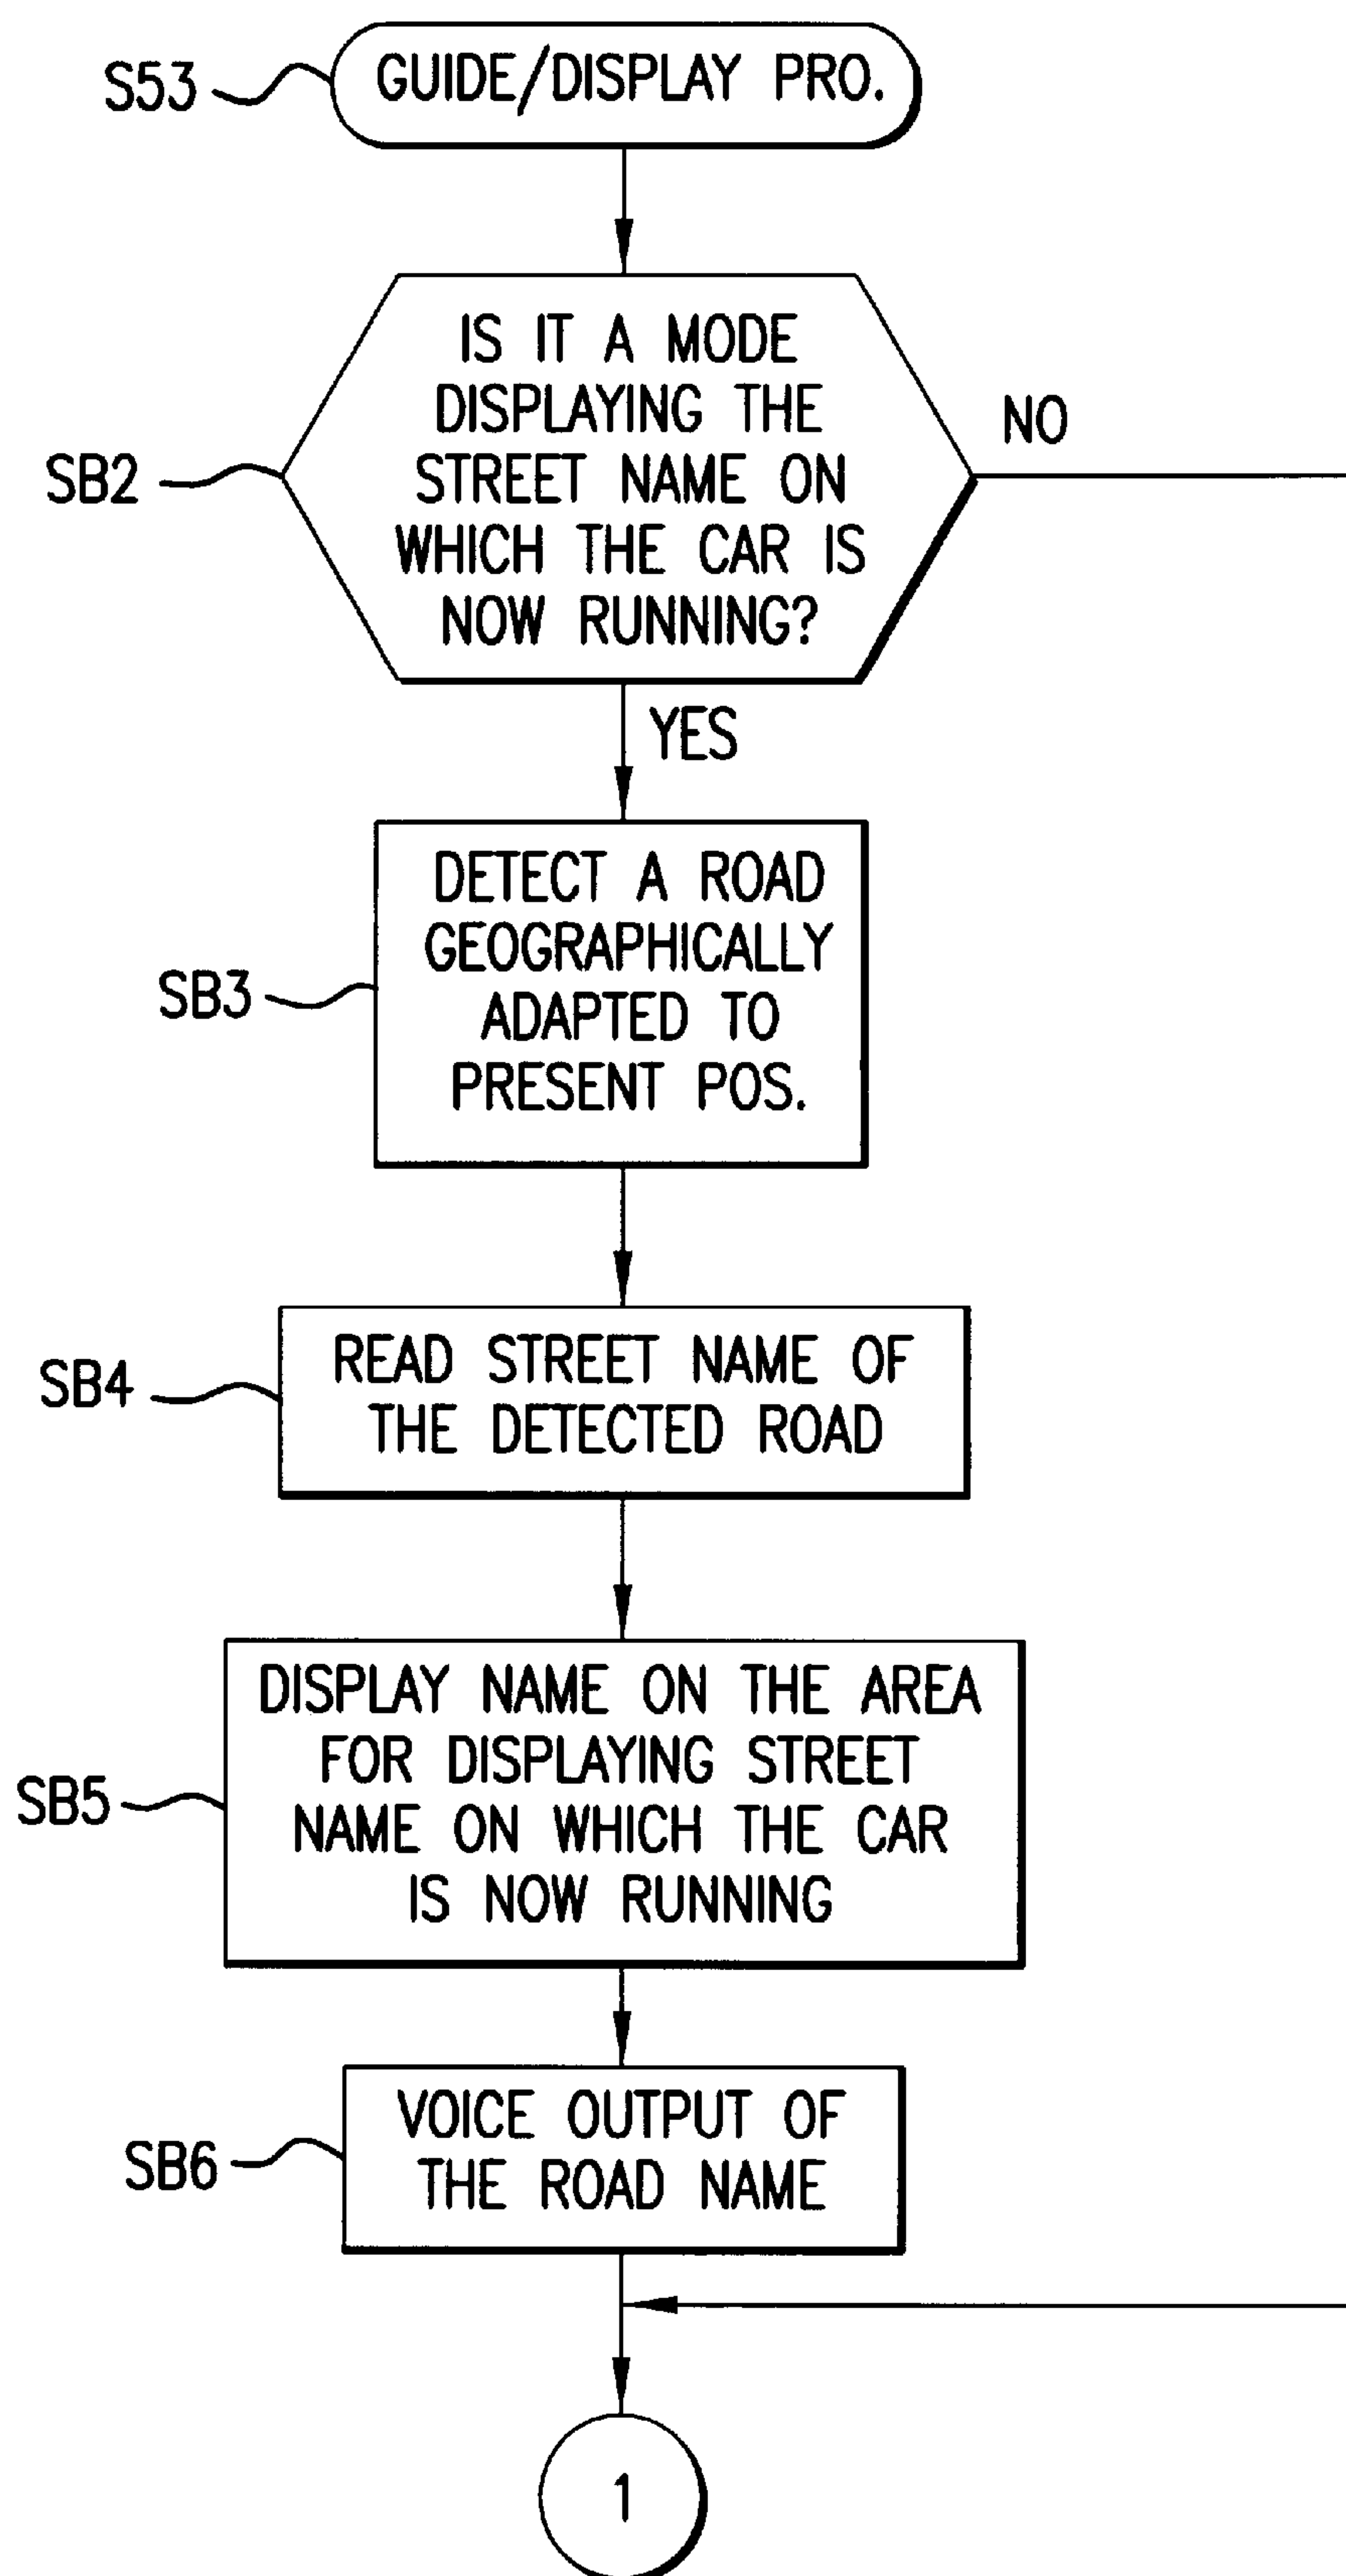 S53
GUIDE/DISPLAY PRO.
IS IT A MODE
DISPLAYING THE
STREET NAME ON
WHICH THE CAR IS
NOW RUNNING?
SB2
NO
YES
DETECT A ROAD
GEOGRAPHICALLY
ADAPTED TO
PRESENT POS.
SB3
READ STREET NAME OF
THE DETECTED ROAD
SB4
DISPLAY NAME ON THE AREA
FOR DISPLAYING STREET
NAME ON WHICH THE CAR
IS NOW RUNNING
SB5
VOICE OUTPUT OF
THE ROAD NAME
SB6
1